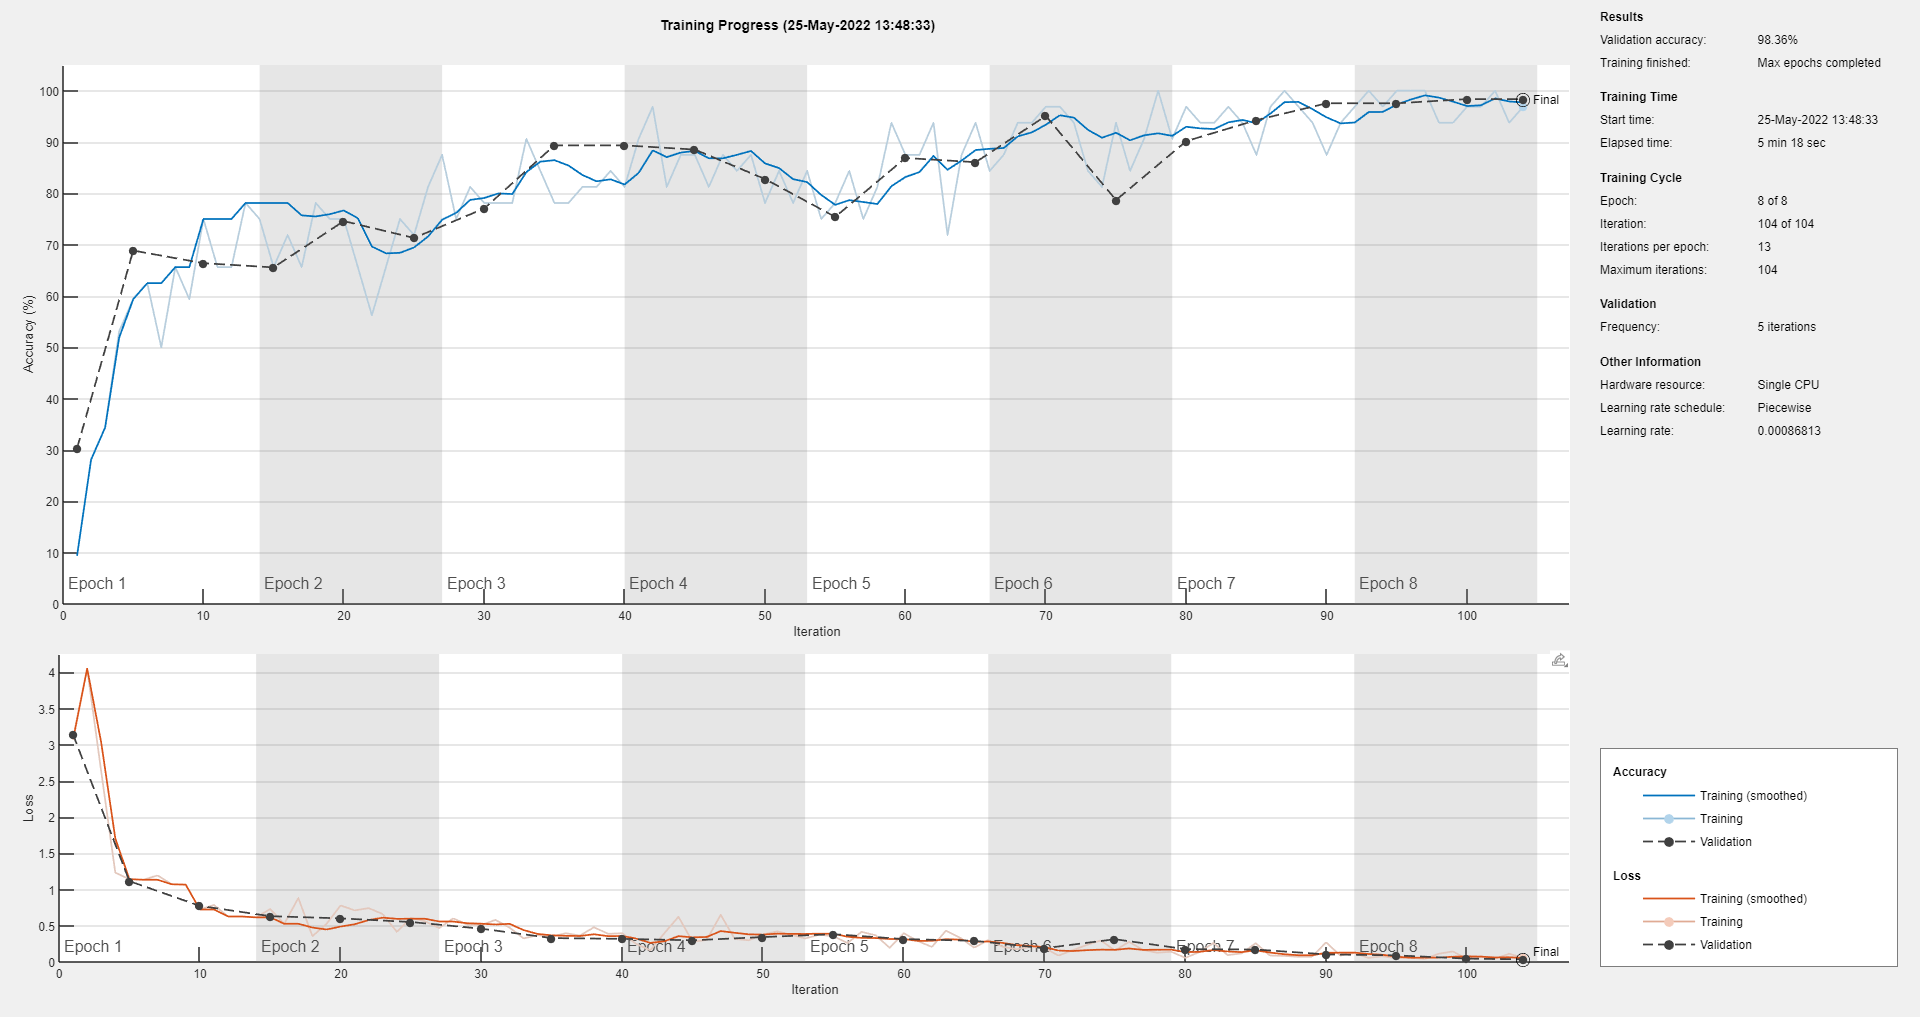 Training Progress (25-May-2022 13:48:33)
100
90
80
70
60
50
40
30
20
10
0
Accuracy (%)
Final
Epoch 1 Epoch 2 Epoch 3 Epoch 4 Epoch 5 Epoch 6 Epoch 7 Epoch 8
0 10 20 30 40 50 60 70 80 90 100
Iteration
4
3.5
3
2.5
2
1.5
1
0.5
0
Loss
Final
Epoch 1 Epoch 2 Epoch 3 Epoch 4 Epoch 5 Epoch 6 Epoch 7 Epoch 8
0 10 20 30 40 50 60 70 80 90 100
Iteration
Results
Validation accuracy: 98.36%
Training finished: Max epochs completed
Training Time
Start time: 25-May-2022 13:48:33
Elapsed time: 5 min 18 sec
Training Cycle
Epoch: 8 of 8
Iteration: 104 of 104
Iterations per epoch: 13
Maximum iterations: 104
Validation
Frequency: 5 iterations
Other Information
Hardware resource: Single CPU
Learning rate schedule: Piecewise
Learning rate: 0.00086813
Accuracy
Training (smoothed)
Training
Validation
Loss
Training (smoothed)
Training
Validation